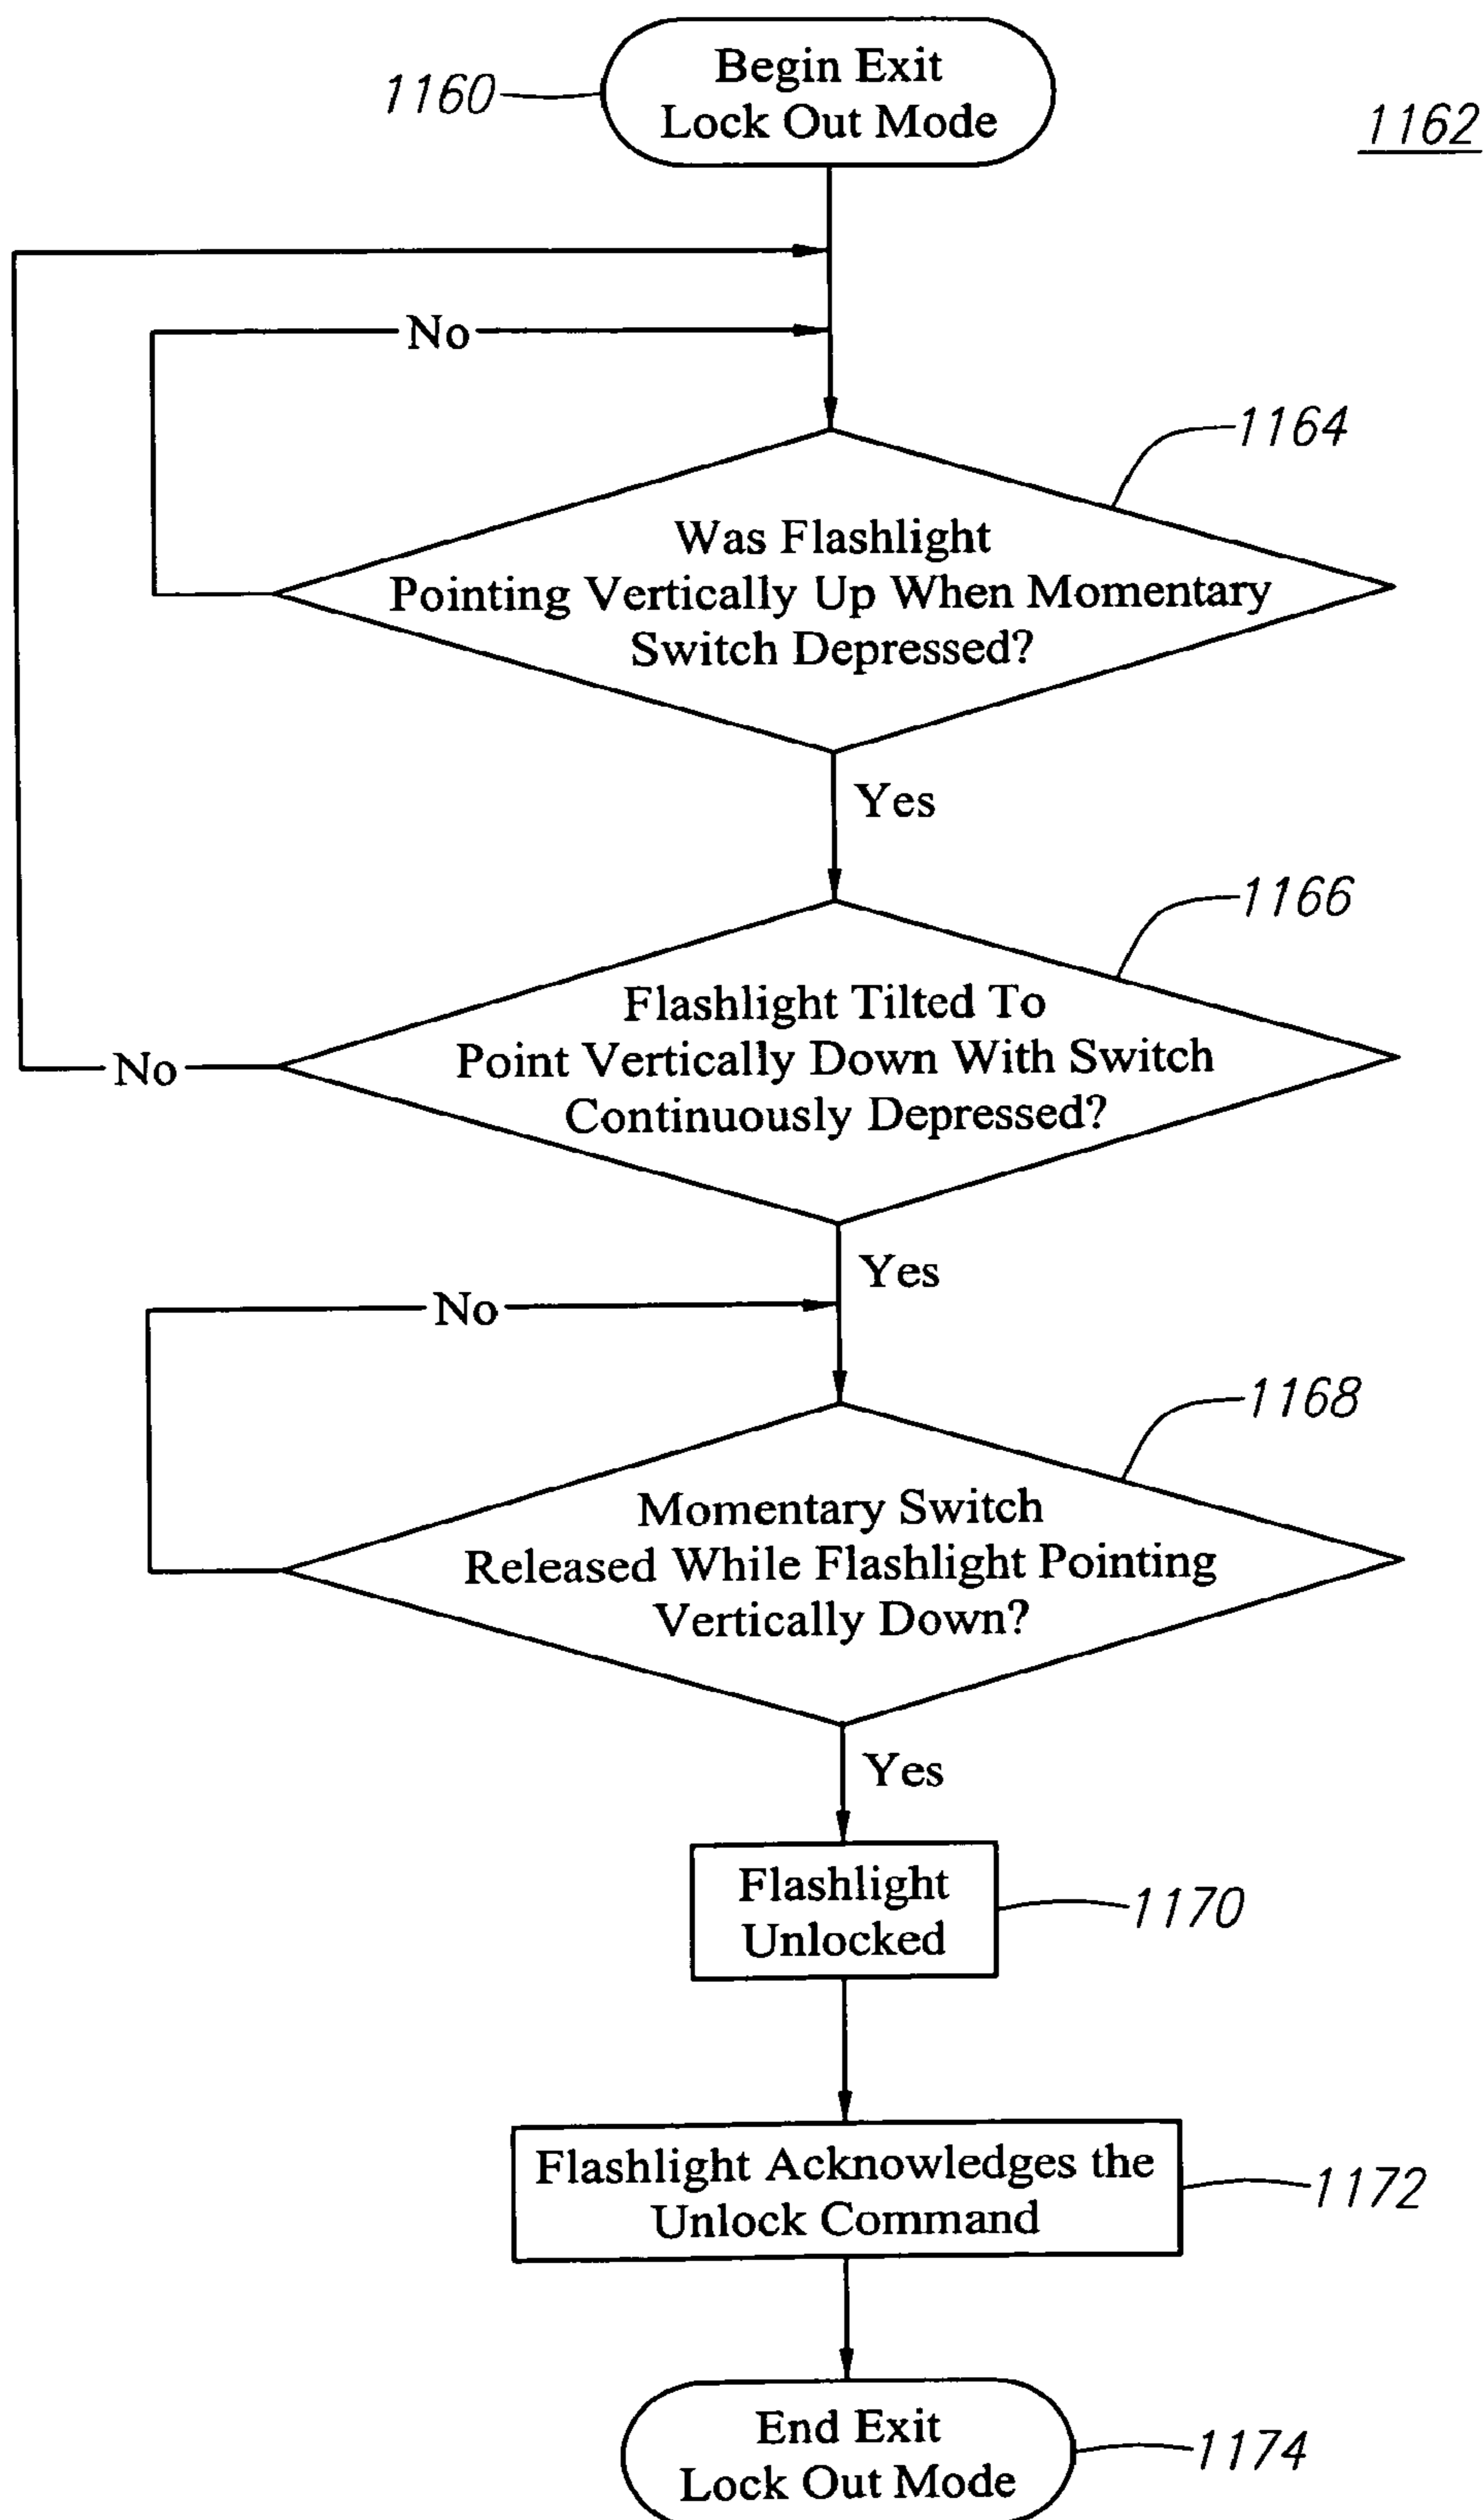 Begin Exit
Lock Out Mode
1160
1162
No
1164
Was Flashlight
Pointing Vertically Up When Momentary
Switch Depressed?
Yes
1166
Flashlight Tilted To
Point Vertically Down With Switch
Continuously Depressed?
No
Yes
No
1168
Momentary Switch
Released While Flashlight Pointing
Vertically Down?
Yes
Flashlight
Unlocked
1170
Flashlight Acknowledges the
Unlock Command
1172
End Exit
Lock Out Mode
1174